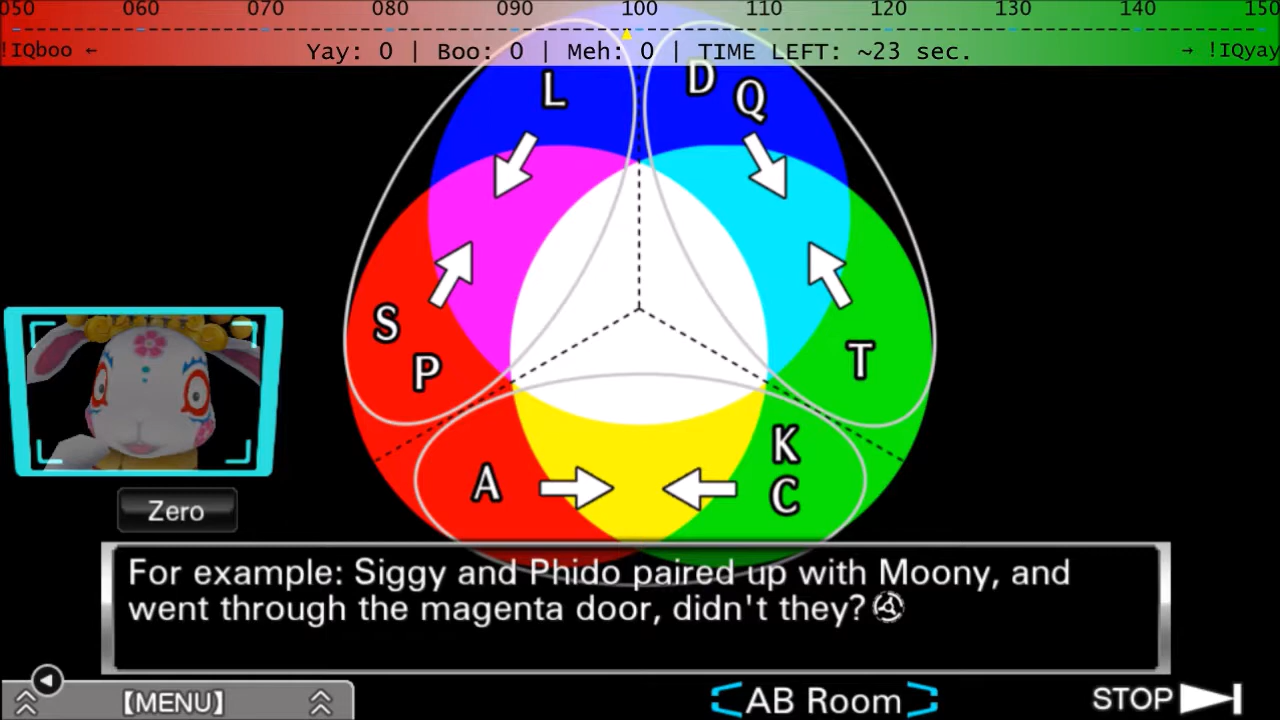 050 060 070 080 090 100 110 120 130 140 150
!IQboo ← Yay: 0 | Boo: 0 | Meh: 0 | TIME LEFT: ~23 sec. → !IQyay
L D Q
S
P
T
A
K
C
Zero
For example: Siggy and Phido paired up with Moony, and
went through the magenta door, didn't they?
[MENU] AB Room STOP